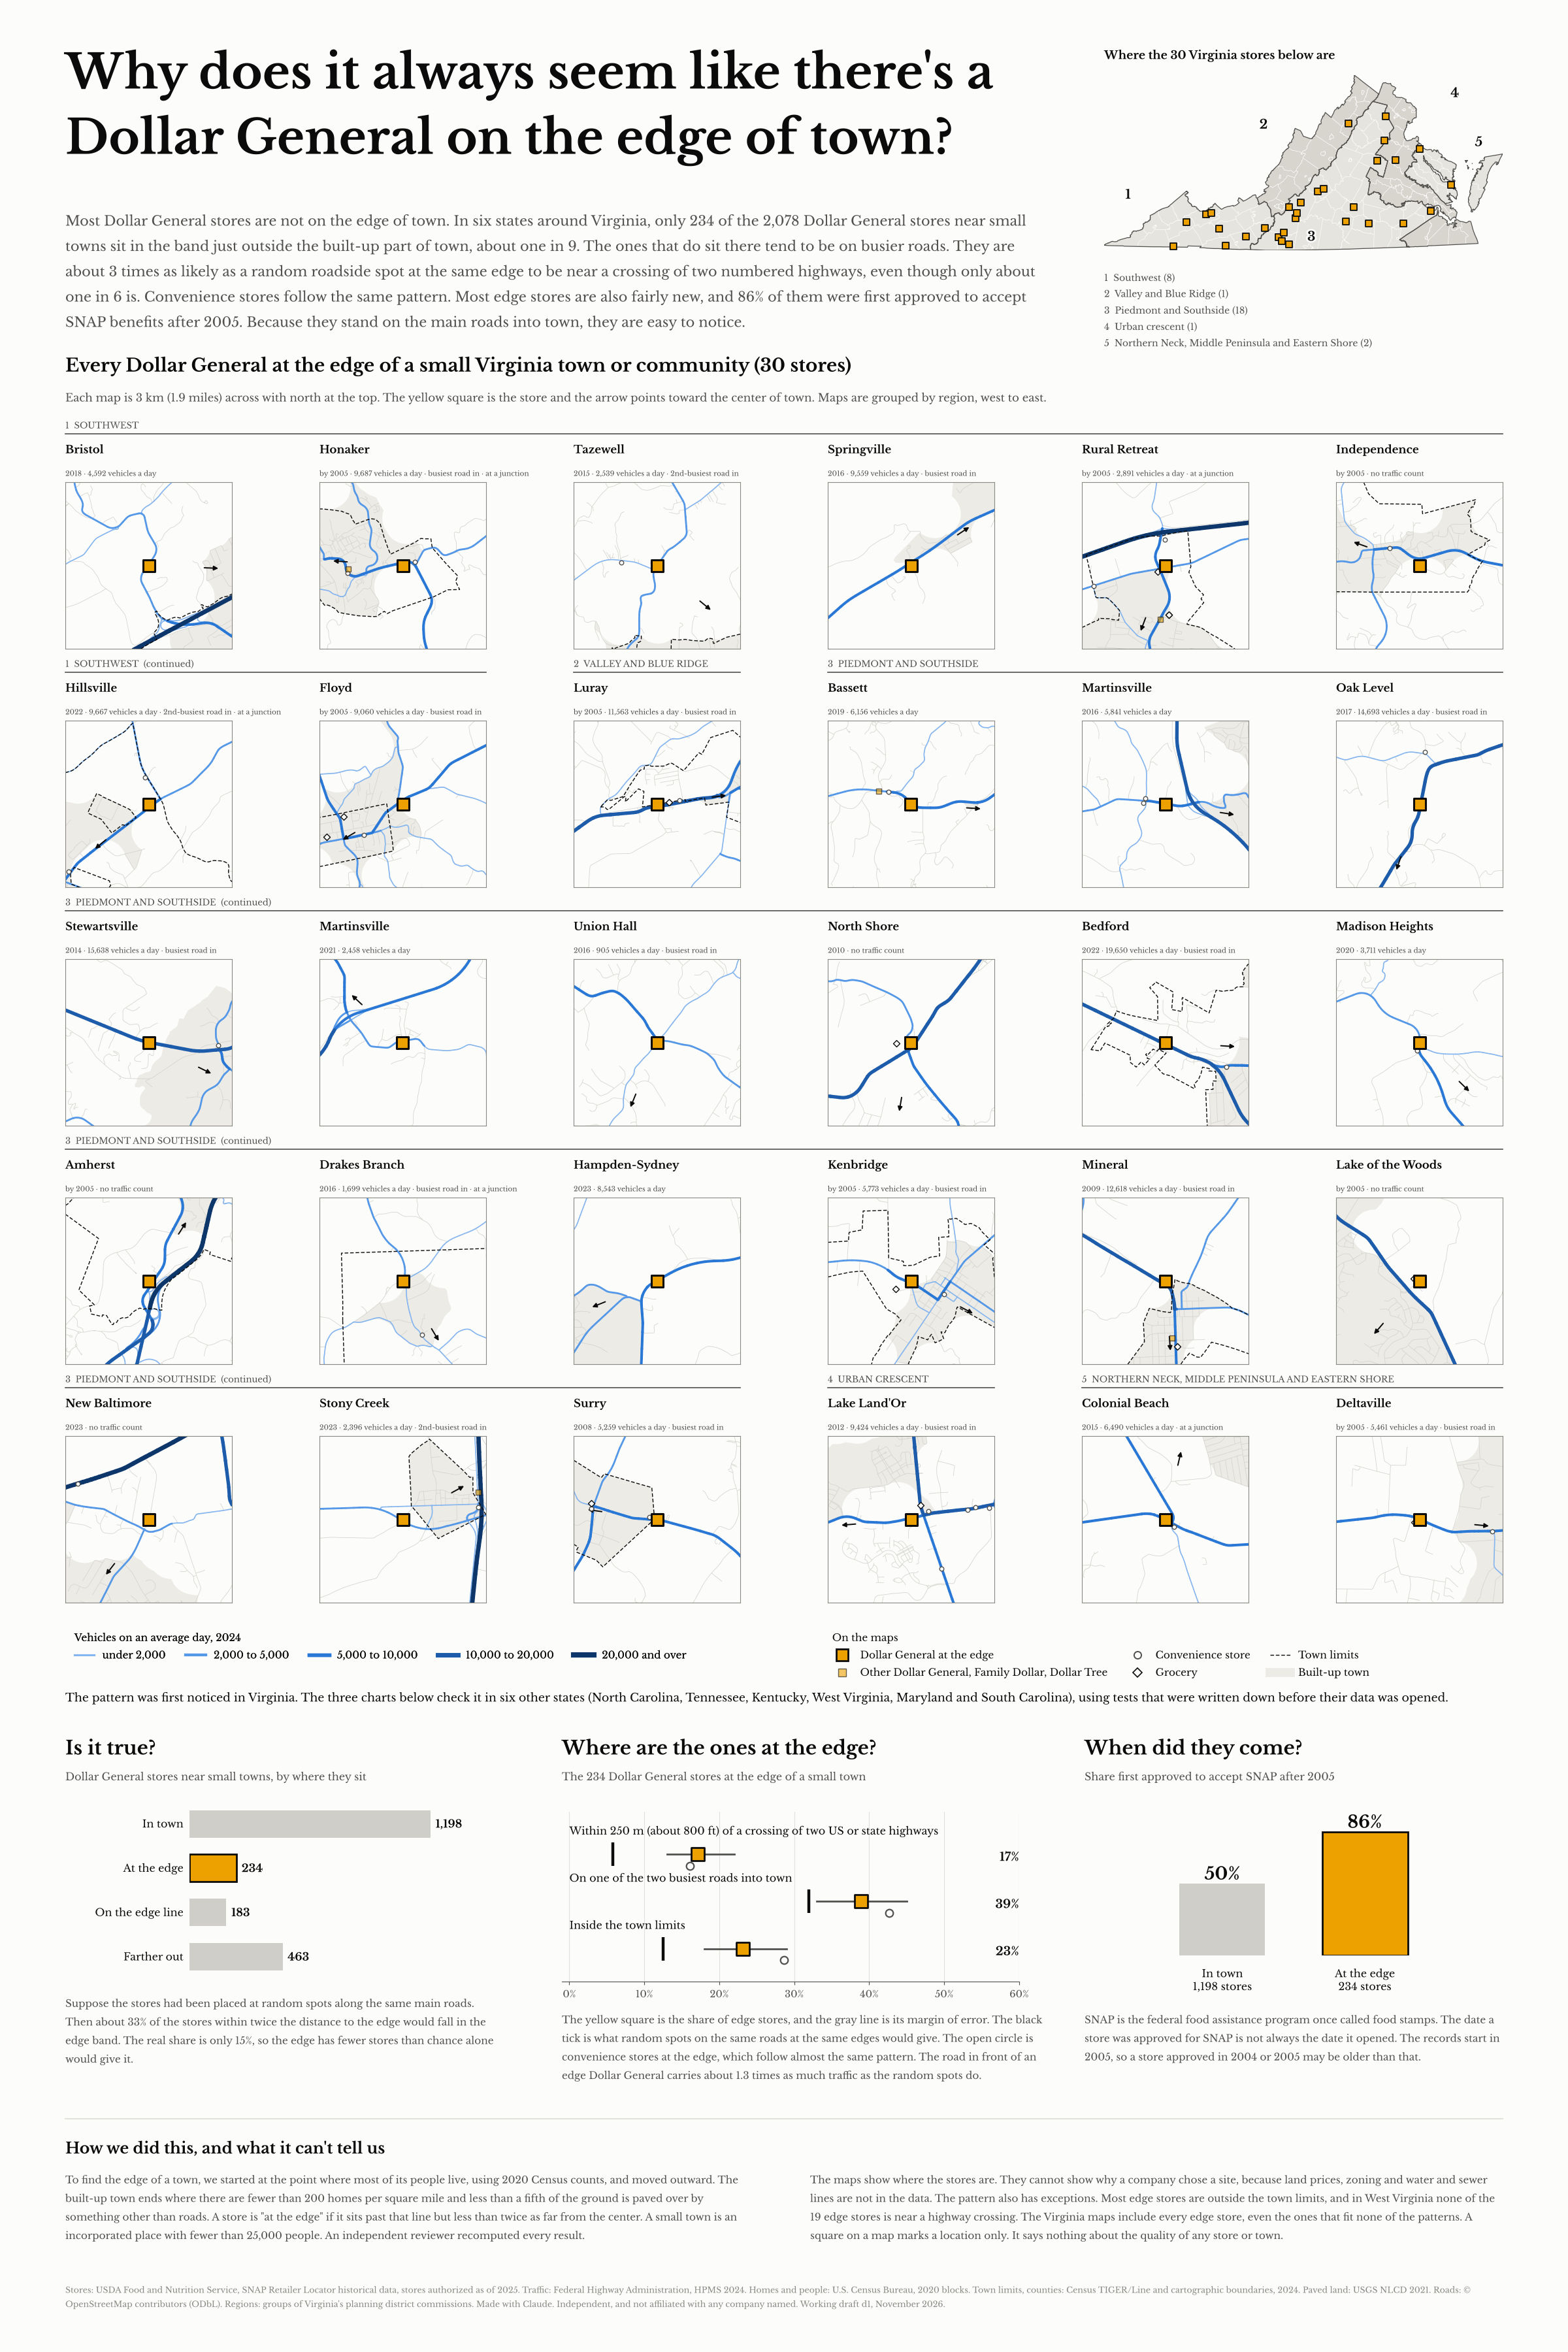 Why does it always seem like there's a
Dollar General on the edge of town?
Most Dollar General stores are not on the edge of town. In six states around Virginia, only 234 of the 2,078 Dollar General stores near small
towns sit in the band just outside the built-up part of town, about one in 9. The ones that do sit there tend to be on busier roads. They are
about 3 times as likely as a random roadside spot at the same edge to be near a crossing of two numbered highways, even though only about
one in 6 is. Convenience stores follow the same pattern. Most edge stores are also fairly new, and 86% of them were first approved to accept
SNAP benefits after 2005. Because they stand on the main roads into town, they are easy to notice.
Where the 30 Virginia stores below are
4
2
5
1
3
1 Southwest (8)
2 Valley and Blue Ridge (1)
3 Piedmont and Southside (18)
4 Urban crescent (1)
5 Northern Neck, Middle Peninsula and Eastern Shore (2)
Every Dollar General at the edge of a small Virginia town or community (30 stores)
Each map is 3 km (1.9 miles) across with north at the top. The yellow square is the store and the arrow points toward the center of town. Maps are grouped by region, west to east.
1 SOUTHWEST
Bristol
2018 · 4,592 vehicles a day
Honaker
by 2005 · 9,687 vehicles a day · busiest road in · at a junction
Tazewell
2015 · 2,539 vehicles a day · 2nd-busiest road in
Springville
2016 · 9,559 vehicles a day · busiest road in
Rural Retreat
by 2005 · 2,891 vehicles a day · at a junction
Independence
by 2005 · no traffic count
1 SOUTHWEST (continued)
2 VALLEY AND BLUE RIDGE
3 PIEDMONT AND SOUTHSIDE
Hillsville
2022 · 9,667 vehicles a day · 2nd-busiest road in · at a junction
Floyd
by 2005 · 9,060 vehicles a day · busiest road in
Luray
by 2005 · 11,563 vehicles a day · busiest road in
Bassett
2019 · 6,156 vehicles a day
Martinsville
2016 · 5,841 vehicles a day
Oak Level
2017 · 14,693 vehicles a day · busiest road in
3 PIEDMONT AND SOUTHSIDE (continued)
Stewartsville
2014 · 15,638 vehicles a day · busiest road in
Martinsville
2021 · 2,458 vehicles a day
Union Hall
2016 · 905 vehicles a day · busiest road in
North Shore
2010 · no traffic count
Bedford
2022 · 19,650 vehicles a day · busiest road in
Madison Heights
2020 · 3,711 vehicles a day
3 PIEDMONT AND SOUTHSIDE (continued)
Amherst
by 2005 · no traffic count
Drakes Branch
2016 · 1,699 vehicles a day · busiest road in · at a junction
Hampden-Sydney
2023 · 8,543 vehicles a day
Kenbridge
by 2005 · 5,773 vehicles a day · busiest road in
Mineral
2009 · 12,618 vehicles a day · busiest road in
Lake of the Woods
by 2005 · no traffic count
3 PIEDMONT AND SOUTHSIDE (continued)
4 URBAN CRESCENT
5 NORTHERN NECK, MIDDLE PENINSULA AND EASTERN SHORE
New Baltimore
2023 · no traffic count
Stony Creek
2023 · 2,396 vehicles a day · 2nd-busiest road in
Surry
2008 · 5,259 vehicles a day · busiest road in
Lake Land'Or
2012 · 9,424 vehicles a day · busiest road in
Colonial Beach
2015 · 6,490 vehicles a day · at a junction
Deltaville
by 2005 · 5,461 vehicles a day · busiest road in
Vehicles on an average day, 2024
under 2,000
2,000 to 5,000
5,000 to 10,000
10,000 to 20,000
20,000 and over
On the maps
Dollar General at the edge
Convenience store
Town limits
Other Dollar General, Family Dollar, Dollar Tree
Grocery
Built-up town
The pattern was first noticed in Virginia. The three charts below check it in six other states (North Carolina, Tennessee, Kentucky, West Virginia, Maryland and South Carolina), using tests that were written down before their data was opened.
Is it true?
Dollar General stores near small towns, by where they sit
In town
1,198
At the edge
234
On the edge line
183
Farther out
463
Suppose the stores had been placed at random spots along the same main roads.
Then about 33% of the stores within twice the distance to the edge would fall in the
edge band. The real share is only 15%, so the edge has fewer stores than chance alone
would give it.
Where are the ones at the edge?
The 234 Dollar General stores at the edge of a small town
Within 250 m (about 800 ft) of a crossing of two US or state highways
17%
On one of the two busiest roads into town
39%
Inside the town limits
23%
0%
10%
20%
30%
40%
50%
60%
The yellow square is the share of edge stores, and the gray line is its margin of error. The black
tick is what random spots on the same roads at the same edges would give. The open circle is
convenience stores at the edge, which follow almost the same pattern. The road in front of an
edge Dollar General carries about 1.3 times as much traffic as the random spots do.
When did they come?
Share first approved to accept SNAP after 2005
50%
86%
In town
1,198 stores
At the edge
234 stores
SNAP is the federal food assistance program once called food stamps. The date a
store was approved for SNAP is not always the date it opened. The records start in
2005, so a store approved in 2004 or 2005 may be older than that.
How we did this, and what it can't tell us
To find the edge of a town, we started at the point where most of its people live, using 2020 Census counts, and moved outward. The
built-up town ends where there are fewer than 200 homes per square mile and less than a fifth of the ground is paved over by
something other than roads. A store is "at the edge" if it sits past that line but less than twice as far from the center. A small town is an
incorporated place with fewer than 25,000 people. An independent reviewer recomputed every result.
The maps show where the stores are. They cannot show why a company chose a site, because land prices, zoning and water and sewer
lines are not in the data. The pattern also has exceptions. Most edge stores are outside the town limits, and in West Virginia none of the
19 edge stores is near a highway crossing. The Virginia maps include every edge store, even the ones that fit none of the patterns. A
square on a map marks a location only. It says nothing about the quality of any store or town.
Stores: USDA Food and Nutrition Service, SNAP Retailer Locator historical data, stores authorized as of 2025. Traffic: Federal Highway Administration, HPMS 2024. Homes and people: U.S. Census Bureau, 2020 blocks. Town limits, counties: Census TIGER/Line and cartographic boundaries, 2024. Paved land: USGS NLCD 2021. Roads: ©
OpenStreetMap contributors (ODbL). Regions: groups of Virginia's planning district commissions. Made with Claude. Independent, and not affiliated with any company named. Working draft d1, November 2026.